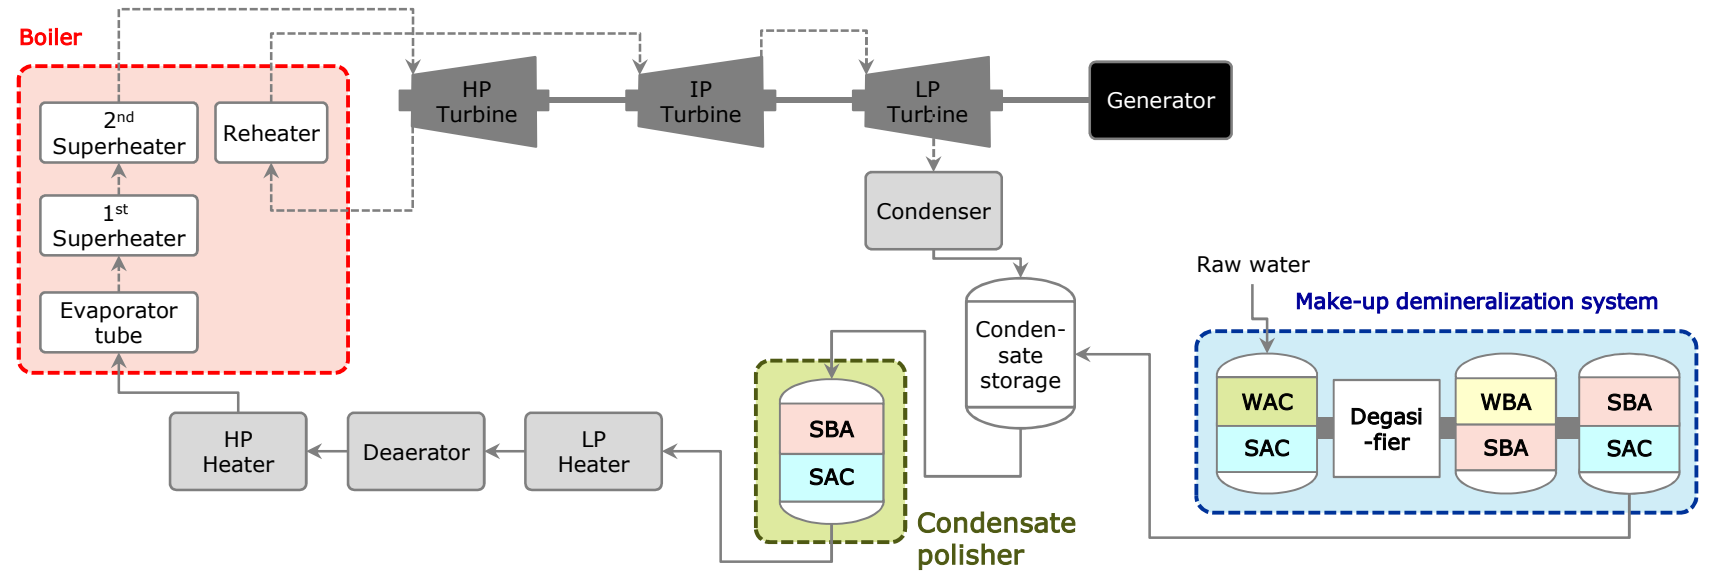 Boiler
2nd
Superheater
Reheater
1st
Superheater
Evaporator
tube
HP
Turbine
IP
Turbine
LP
Turbine
Generator
Condenser
Conden-
sate
storage
Raw water
Make-up demineralization system
WAC
SAC
Degasi
-fier
WBA
SBA
SBA
SAC
SBA
SAC
Condensate
polisher
LP
Heater
Deaerator
HP
Heater